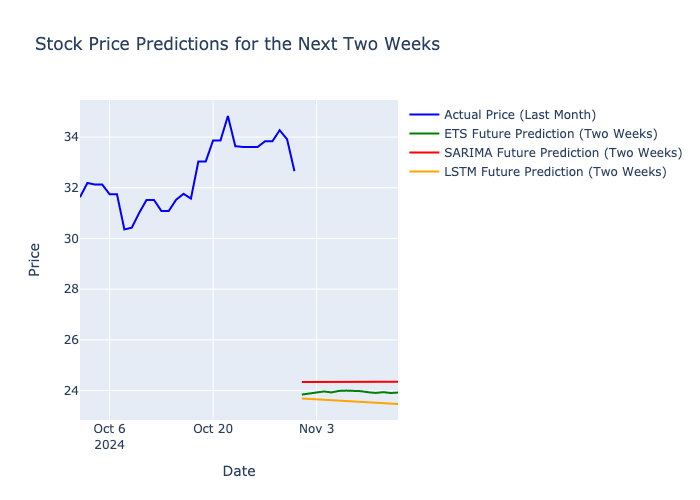 Stock Price Predictions for the Next Two Weeks
Actual Price (Last Month)
ETS Future Prediction (Two Weeks)
SARIMA Future Prediction (Two Weeks)
LSTM Future Prediction (Two Weeks)
34
32
30
28
26
24
Price
Oct 6
2024
Oct 20
Nov 3
Date